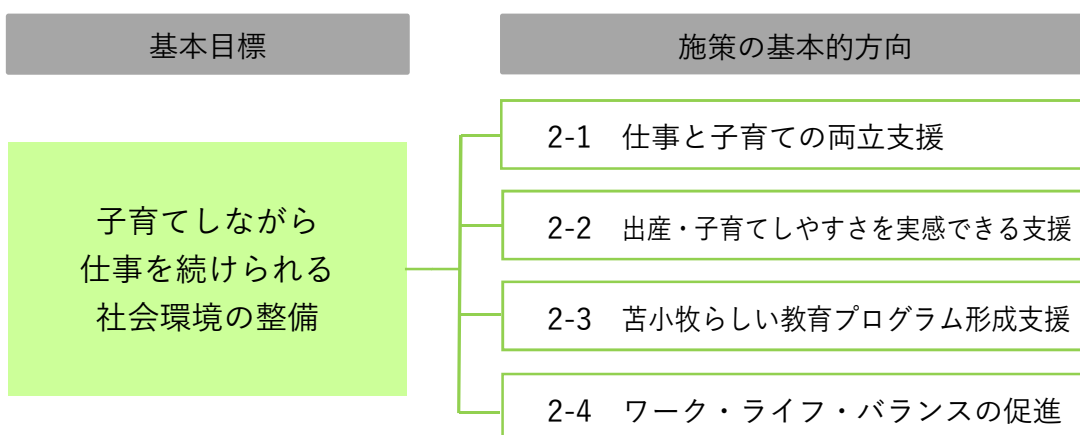 基本目標
施策の基本的方向
子育てしながら
仕事を続けられる
社会環境の整備
2-1 仕事と子育ての両立支援
2-2 出産・子育てしやすさを実感できる支援
2-3 苫小牧らしい教育プログラム形成支援
2-4 ワーク・ライフ・バランスの促進